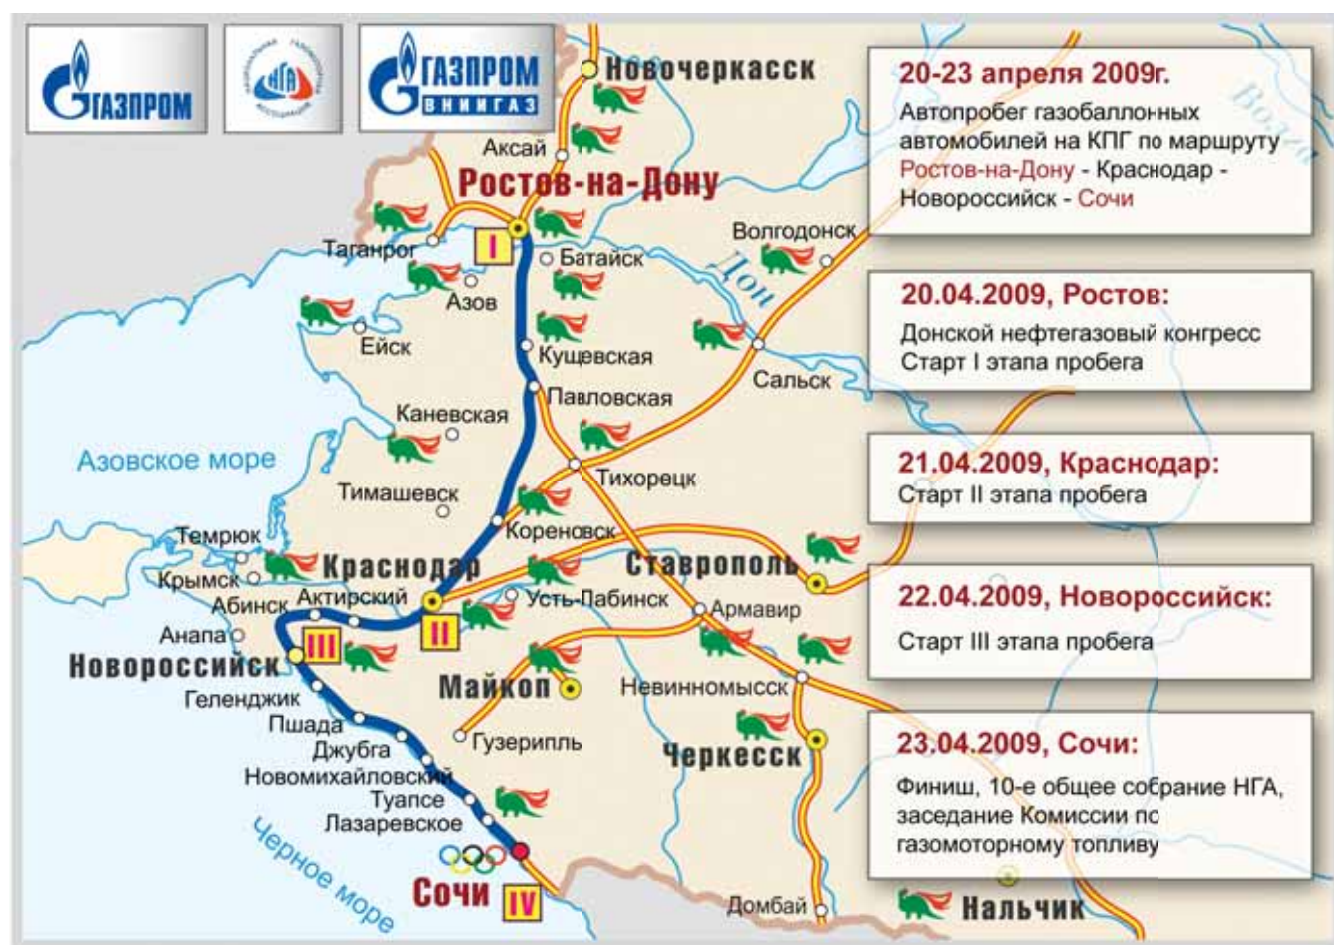 ГАЗПРОМ
НАЦИОНАЛЬНАЯ ГАЗОМОТОРНАЯ
НГА
АССОЦИАЦИЯ
ГАЗПРОМ
ВНИИГАЗ
Новочеркасск
Аксай
Ростов-на-Дону
I
Таганрог
Батайск
Азов
Волгодонск
Дон
Волга
Ейск
Кущевская
Павловская
Сальск
Каневская
Азовское море
Тихорецк
Тимашевск
Кореновск
Темрюк
Крымск
Краснодар
Ставрополь
Абинск
Актирский
Усть-Лабинск
Армавир
Анапа
III
II
Новороссийск
Майкоп
Невинномысск
Геленджик
Пшада
Джубга
Гузерипль
Черкесск
Новомихайловский
Туапсе
Лазаревское
Черное море
Сочи
IV
Домбай
Нальчик
20-23 апреля 2009г.
Автопробег газобаллонных
автомобилей на КПГ по маршруту
Ростов-на-Дону - Краснодар -
Новороссийск - Сочи
20.04.2009, Ростов:
Донской нефтегазовый конгресс
Старт I этапа пробега
21.04.2009, Краснодар:
Старт II этапа пробега
22.04.2009, Новороссийск:
Старт III этапа пробега
23.04.2009, Сочи:
Финиш, 10-е общее собрание НГА,
заседание Комиссии по
газомоторному топливу